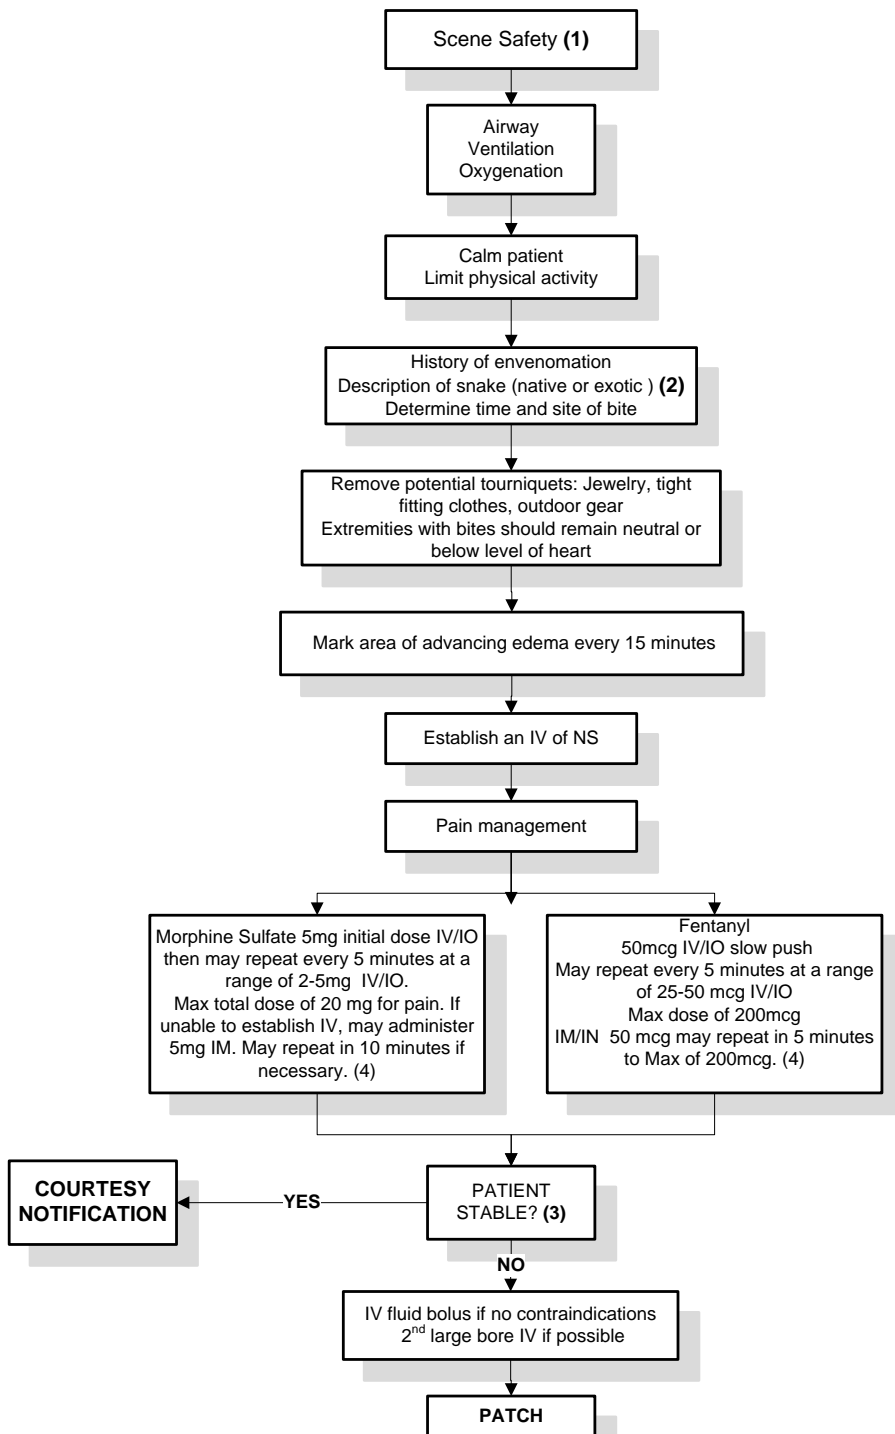 Scene Safety (1)
Airway
Ventilation
Oxygenation
Calm patient
Limit physical activity
History of envenomation
Description of snake (native or exotic ) (2)
Determine time and site of bite
Remove potential tourniquets: Jewelry, tight
fitting clothes, outdoor gear
Extremities with bites should remain neutral or
below level of heart
Mark area of advancing edema every 15 minutes
Establish an IV of NS
Pain management
Morphine Sulfate 5mg initial dose IV/IO
then may repeat every 5 minutes at a
range of 2-5mg IV/IO.
Max total dose of 20 mg for pain. If
unable to establish IV, may administer
5mg IM. May repeat in 10 minutes if
necessary. (4)
Fentanyl
50mcg IV/IO slow push
May repeat every 5 minutes at a range
of 25-50 mcg IV/IO
Max dose of 200mcg
IM/IN 50 mcg may repeat in 5 minutes
to Max of 200mcg. (4)
PATIENT
STABLE? (3)
YES
COURTESY
NOTIFICATION
NO
IV fluid bolus if no contraindications
2nd large bore IV if possible
PATCH